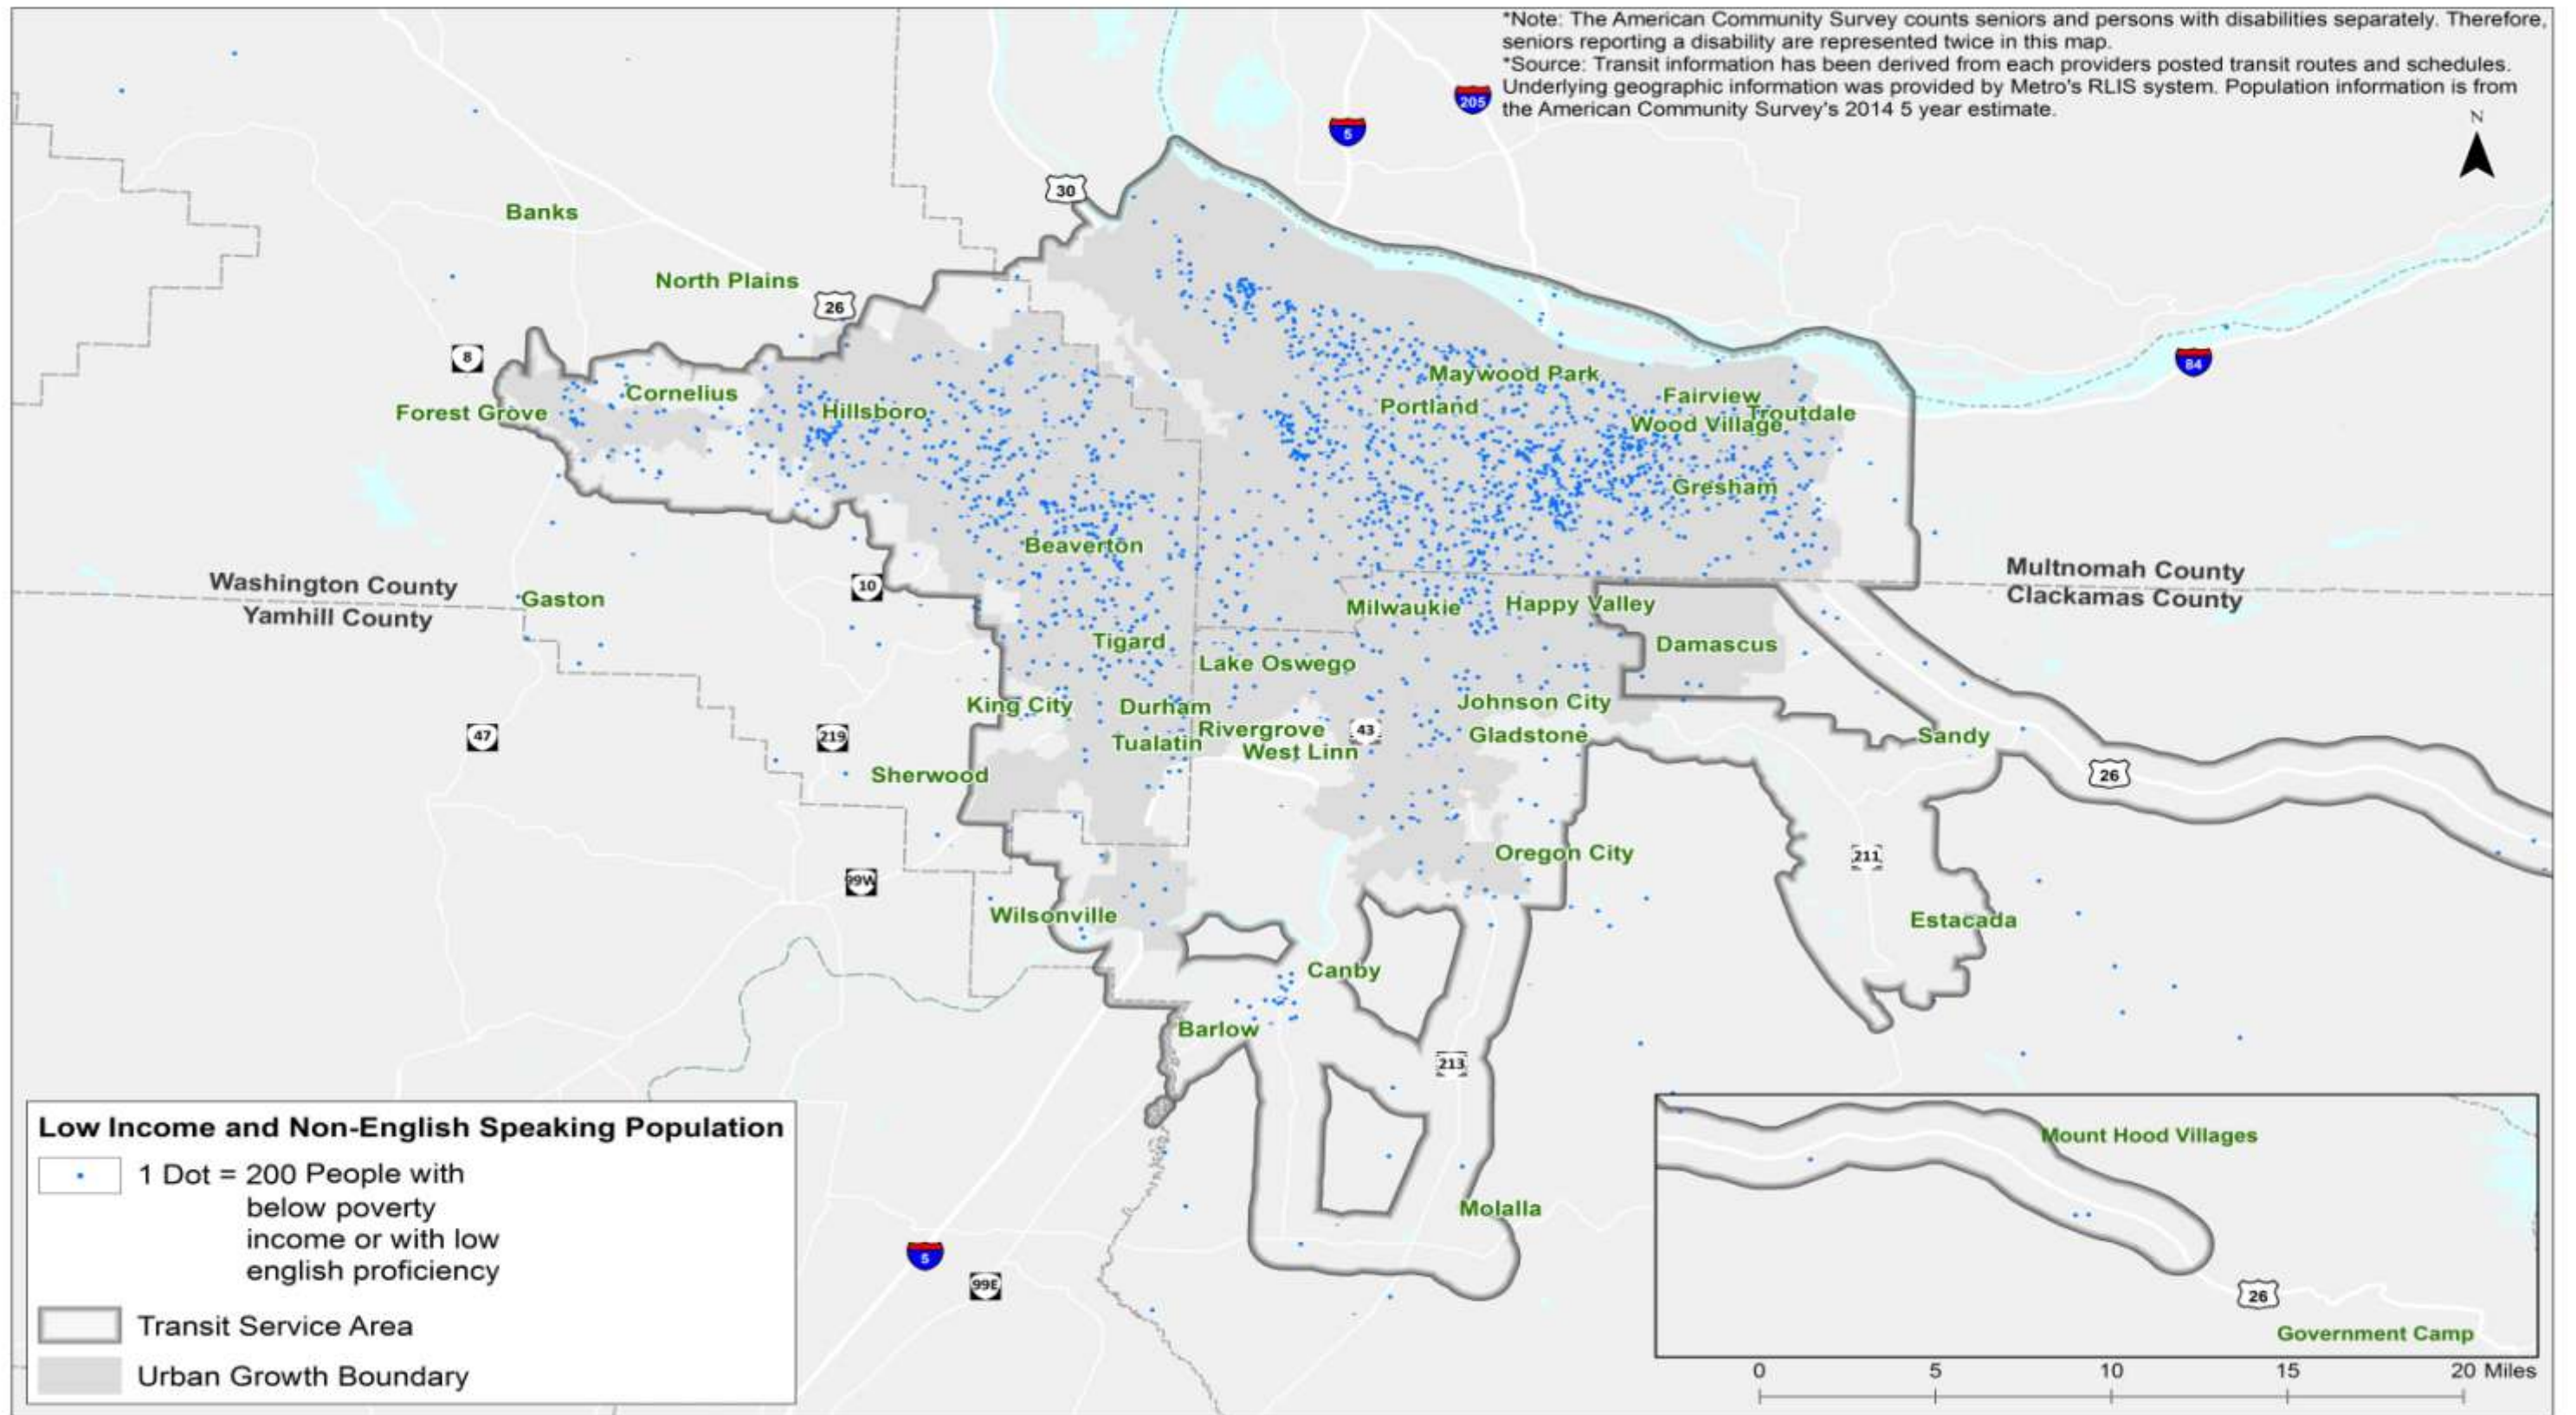 *Note: The American Community Survey counts seniors and persons with disabilities separately. Therefore,
seniors reporting a disability are represented twice in this map.
*Source: Transit information has been derived from each providers posted transit routes and schedules.
Underlying geographic information was provided by Metro's RLIS system. Population information is from
the American Community Survey's 2014 5 year estimate.
N
205
5
30
Banks
North Plains
26
8
84
Cornelius
Forest Grove
Hillsboro
Maywood Park
Portland
Fairview
Troutdale
Wood Village
Gresham
Beaverton
Washington County
Yamhill County
Gaston
10
Multnomah County
Clackamas County
Milwaukie
Happy Valley
Tigard
Damascus
Lake Oswego
King City
Durham
Johnson City
Rivergrove
43
Tualatin
West Linn
Gladstone
Sandy
47
219
Sherwood
26
Oregon City
211
99W
Wilsonville
Estacada
Canby
Barlow
213
Molalla
5
99E
Mount Hood Villages
26
Government Camp
0 5 10 15 20 Miles
Low Income and Non-English Speaking Population
1 Dot = 200 People with
below poverty
income or with low
english proficiency
Transit Service Area
Urban Growth Boundary